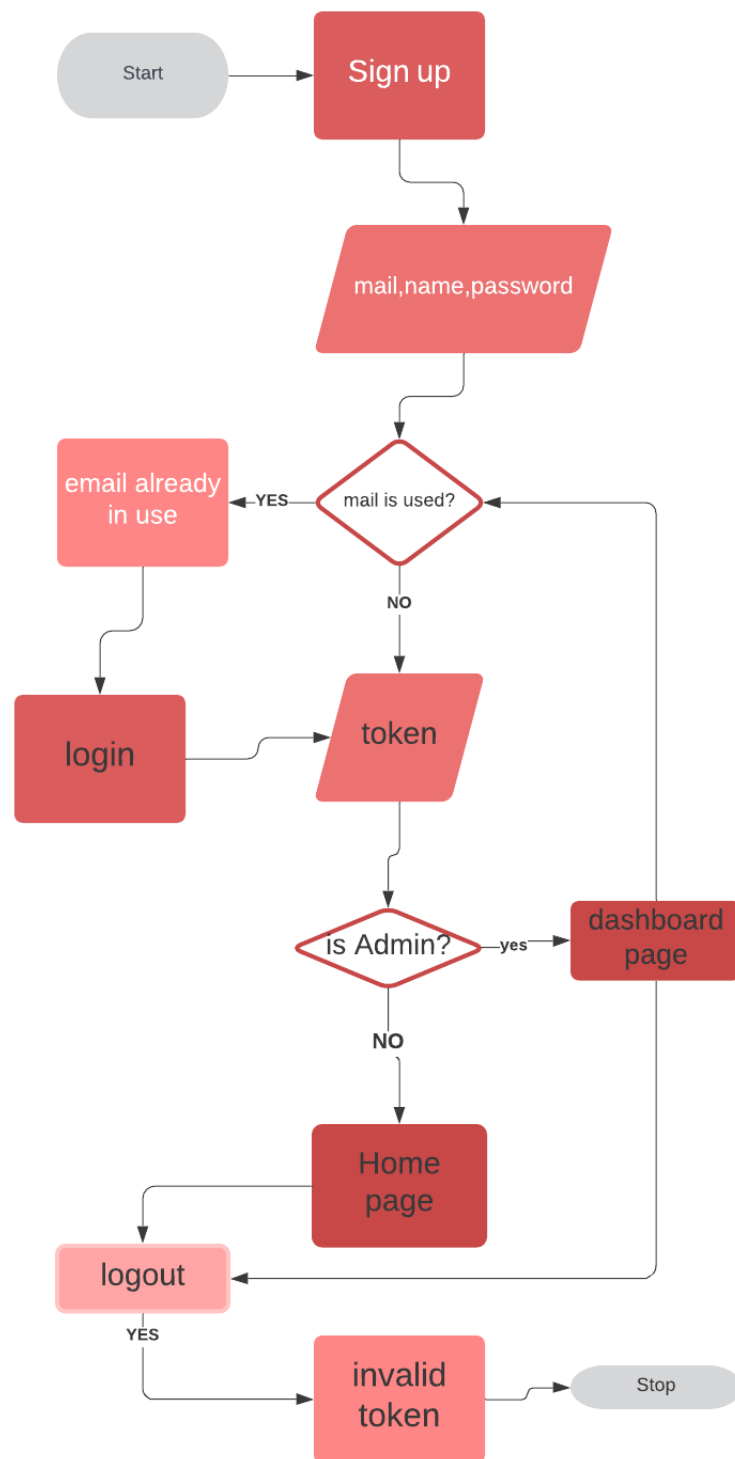 Start
Sign up
mail,name,password
email already
in use
YES
mail is used?
NO
login
token
is Admin?
yes
dashboard
page
NO
Home
page
logout
YES
invalid
token
Stop